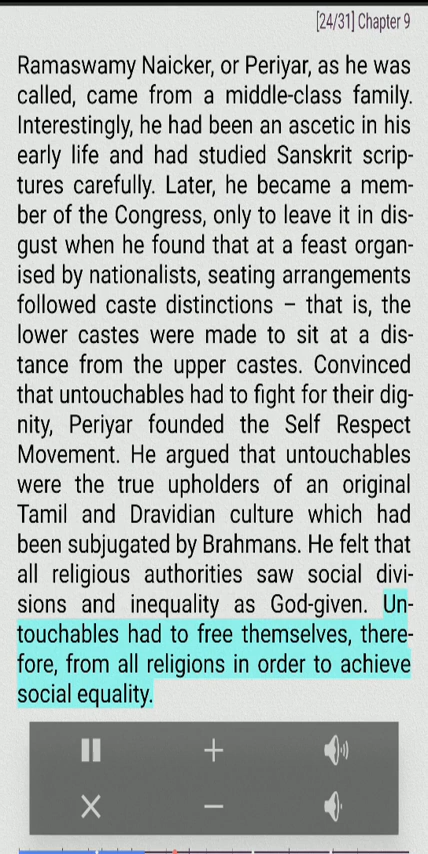 [24/31] Chapter 9
Ramaswamy Naicker, or Periyar, as he was
called, came from a middle-class family.
Interestingly, he had been an ascetic in his
early life and had studied Sanskrit scrip-
tures carefully. Later, he became a mem-
ber of the Congress, only to leave it in dis-
gust when he found that at a feast organ-
ised by nationalists, seating arrangements
followed caste distinctions – that is, the
lower castes were made to sit at a dis-
tance from the upper castes. Convinced
that untouchables had to fight for their dig-
nity, Periyar founded the Self Respect
Movement. He argued that untouchables
were the true upholders of an original
Tamil and Dravidian culture which had
been subjugated by Brahmans. He felt that
all religious authorities saw social divi-
sions and inequality as God-given. Un-
touchables had to free themselves, there-
fore, from all religions in order to achieve
social equality.